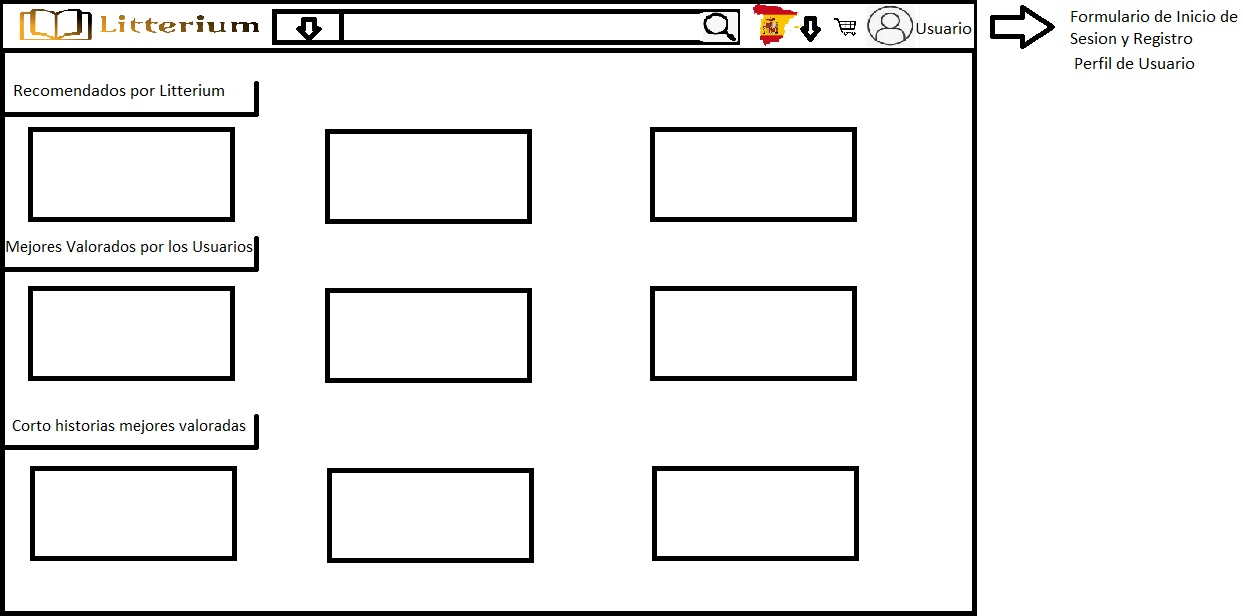 Litterium
Usuario
Formulario de Inicio de
Sesion y Registro
Perfil de Usuario
Recomendados por Litterium
Mejores Valorados por los Usuarios
Corto historias mejores valoradas